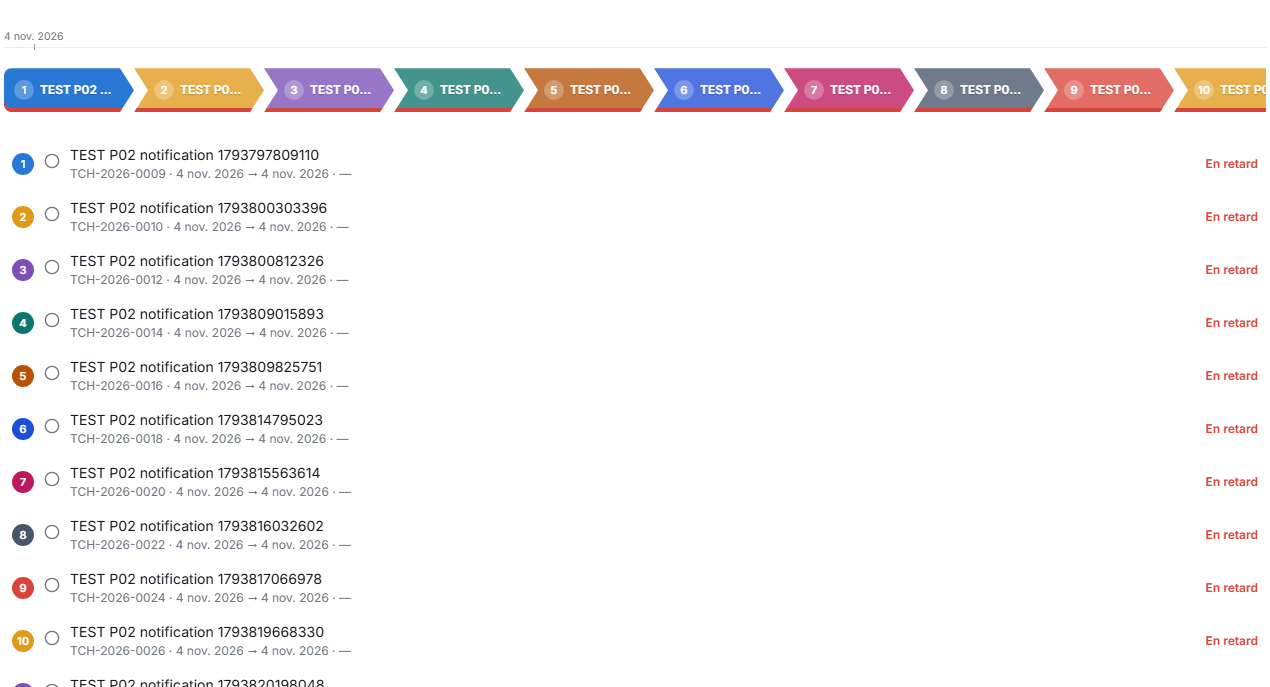 4 nov. 2026
1 TEST P02 ...
2 TEST P0...
3 TEST P0...
4 TEST P0...
5 TEST P0...
6 TEST P0...
7 TEST P0...
8 TEST P0...
9 TEST P0...
10 TEST P0
1 TEST P02 notification 1793797809110
TCH-2026-0009 · 4 nov. 2026 → 4 nov. 2026 · —
En retard
2 TEST P02 notification 1793800303396
TCH-2026-0010 · 4 nov. 2026 → 4 nov. 2026 · —
En retard
3 TEST P02 notification 1793800812326
TCH-2026-0012 · 4 nov. 2026 → 4 nov. 2026 · —
En retard
4 TEST P02 notification 1793809015893
TCH-2026-0014 · 4 nov. 2026 → 4 nov. 2026 · —
En retard
5 TEST P02 notification 1793809825751
TCH-2026-0016 · 4 nov. 2026 → 4 nov. 2026 · —
En retard
6 TEST P02 notification 1793814795023
TCH-2026-0018 · 4 nov. 2026 → 4 nov. 2026 · —
En retard
7 TEST P02 notification 1793815563614
TCH-2026-0020 · 4 nov. 2026 → 4 nov. 2026 · —
En retard
8 TEST P02 notification 1793816032602
TCH-2026-0022 · 4 nov. 2026 → 4 nov. 2026 · —
En retard
9 TEST P02 notification 1793817066978
TCH-2026-0024 · 4 nov. 2026 → 4 nov. 2026 · —
En retard
10 TEST P02 notification 1793819668330
TCH-2026-0026 · 4 nov. 2026 → 4 nov. 2026 · —
En retard
TEST P02 notification 1793820198048